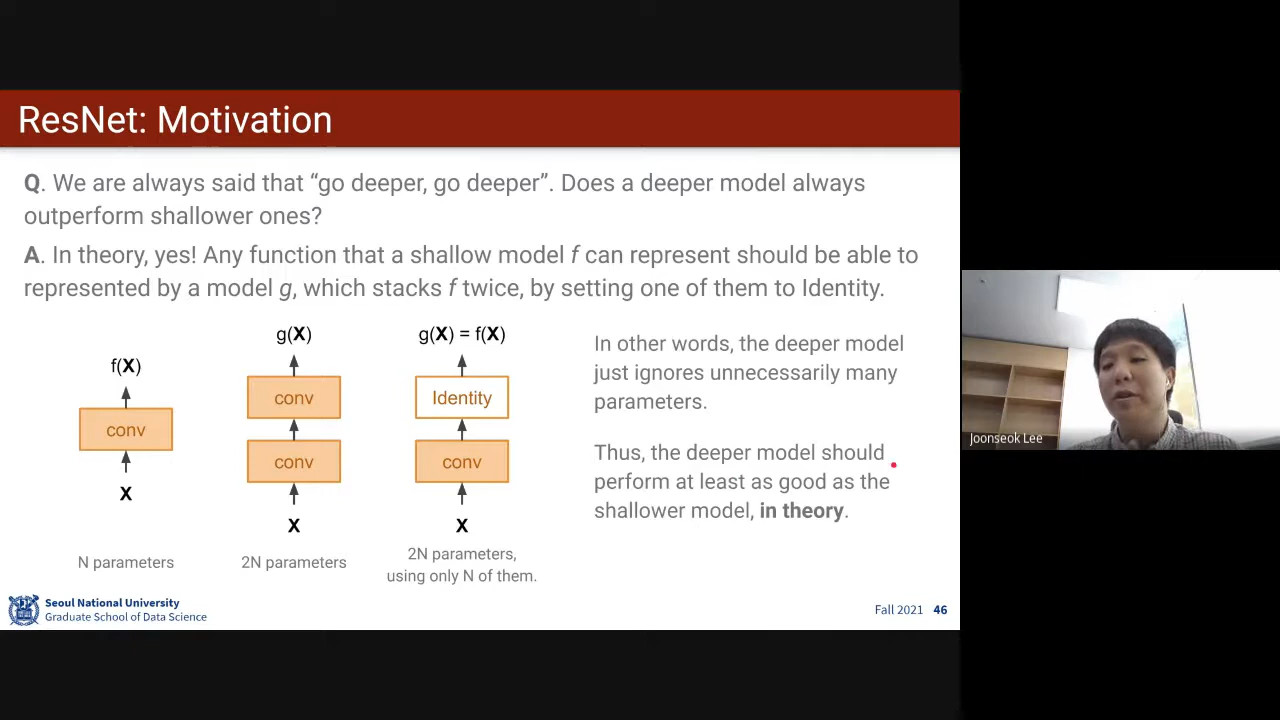 ResNet: Motivation
Q. We are always said that “go deeper, go deeper”. Does a deeper model always
outperform shallower ones?
A. In theory, yes! Any function that a shallow model f can represent should be able to
represented by a model g, which stacks f twice, by setting one of them to Identity.
f(X)
conv
X
N parameters
g(X)
conv
conv
X
2N parameters
g(X) = f(X)
Identity
conv
X
2N parameters,
using only N of them.
In other words, the deeper model
just ignores unnecessarily many
parameters.
Thus, the deeper model should
perform at least as good as the
shallower model, in theory.
Joonseok Lee
Seoul National University
Graduate School of Data Science
Fall 2021 46